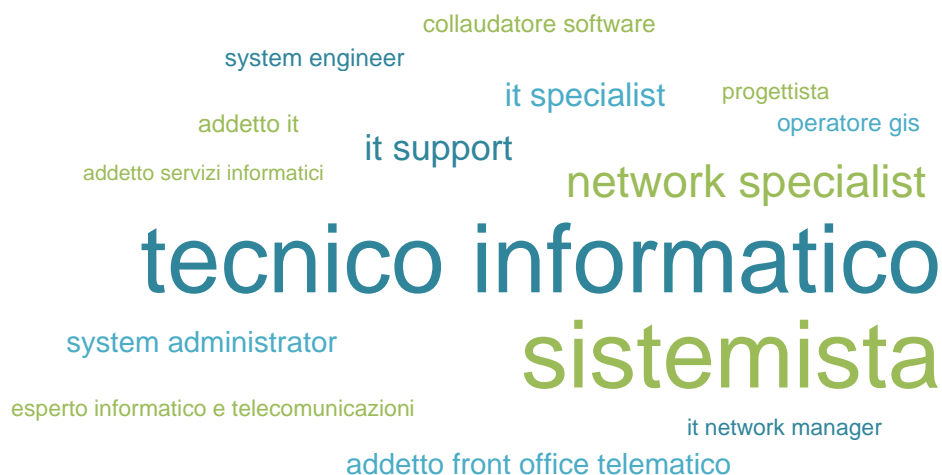 collaudatore software
system engineer
it specialist
progettista
addetto it
operatore gis
it support
addetto servizi informatici
network specialist
tecnico informatico
sistemista
system administrator
esperto informatico e telecomunicazioni
it network manager
addetto front office telematico